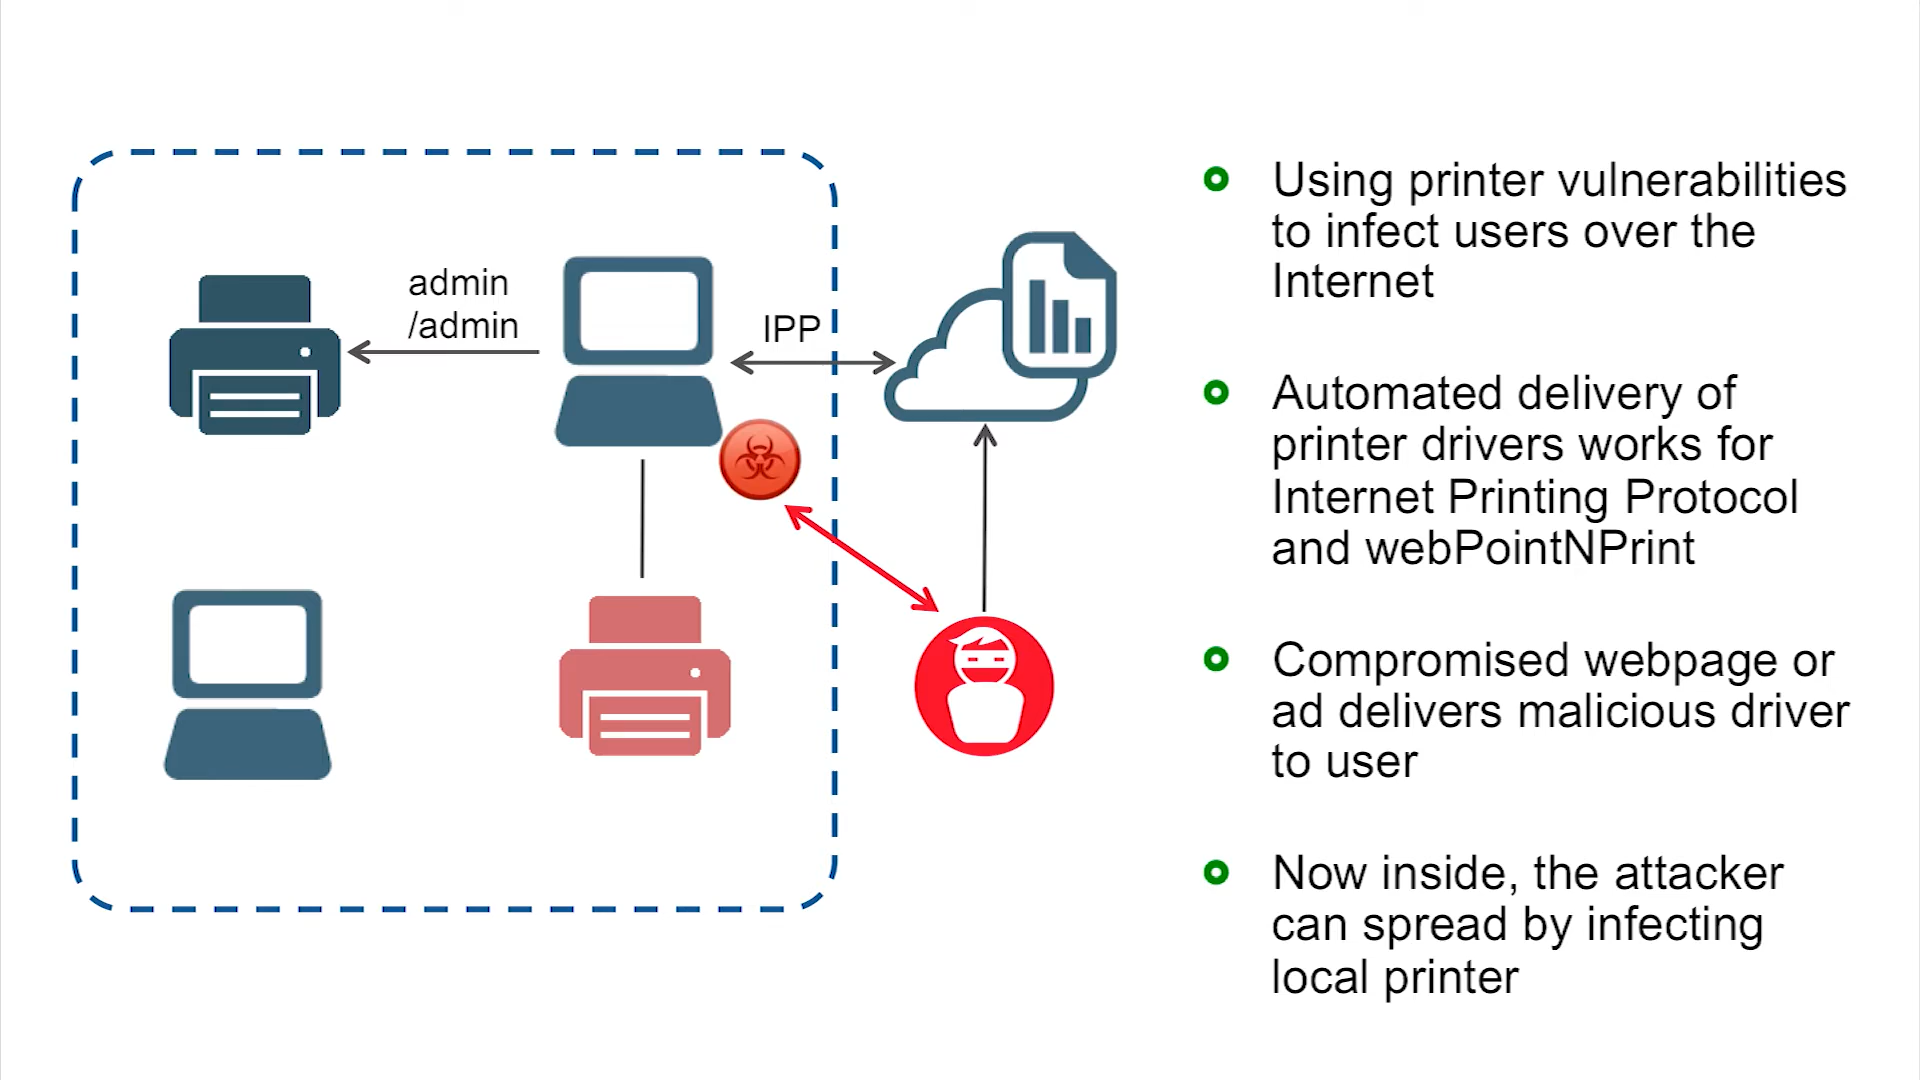 admin
/admin
IPP
Using printer vulnerabilities
to infect users over the
Internet
Automated delivery of
printer drivers works for
Internet Printing Protocol
and webPointNPrint
Compromised webpage or
ad delivers malicious driver
to user
Now inside, the attacker
can spread by infecting
local printer